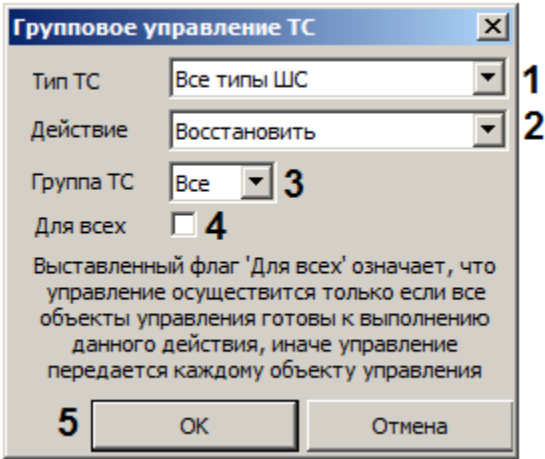 Групповое управление ТС
Тип ТС Все типы ШС 1
Действие Восстановить 2
Группа ТС Все 3
Для всех 4
Выставленный флаг 'Для всех' означает, что
управление осуществится только если все
объекты управления готовы к выполнению
данного действия, иначе управление
передается каждому объекту управления
5 ОК Отмена